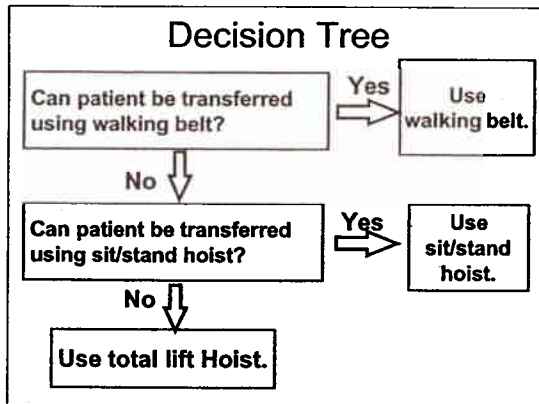 Decision Tree
Can patient be transferred
using walking belt?
Yes
Use
walking belt.
No
Can patient be transferred
using sit/stand hoist?
Yes
Use
sit/stand
hoist.
No
Use total lift Hoist.